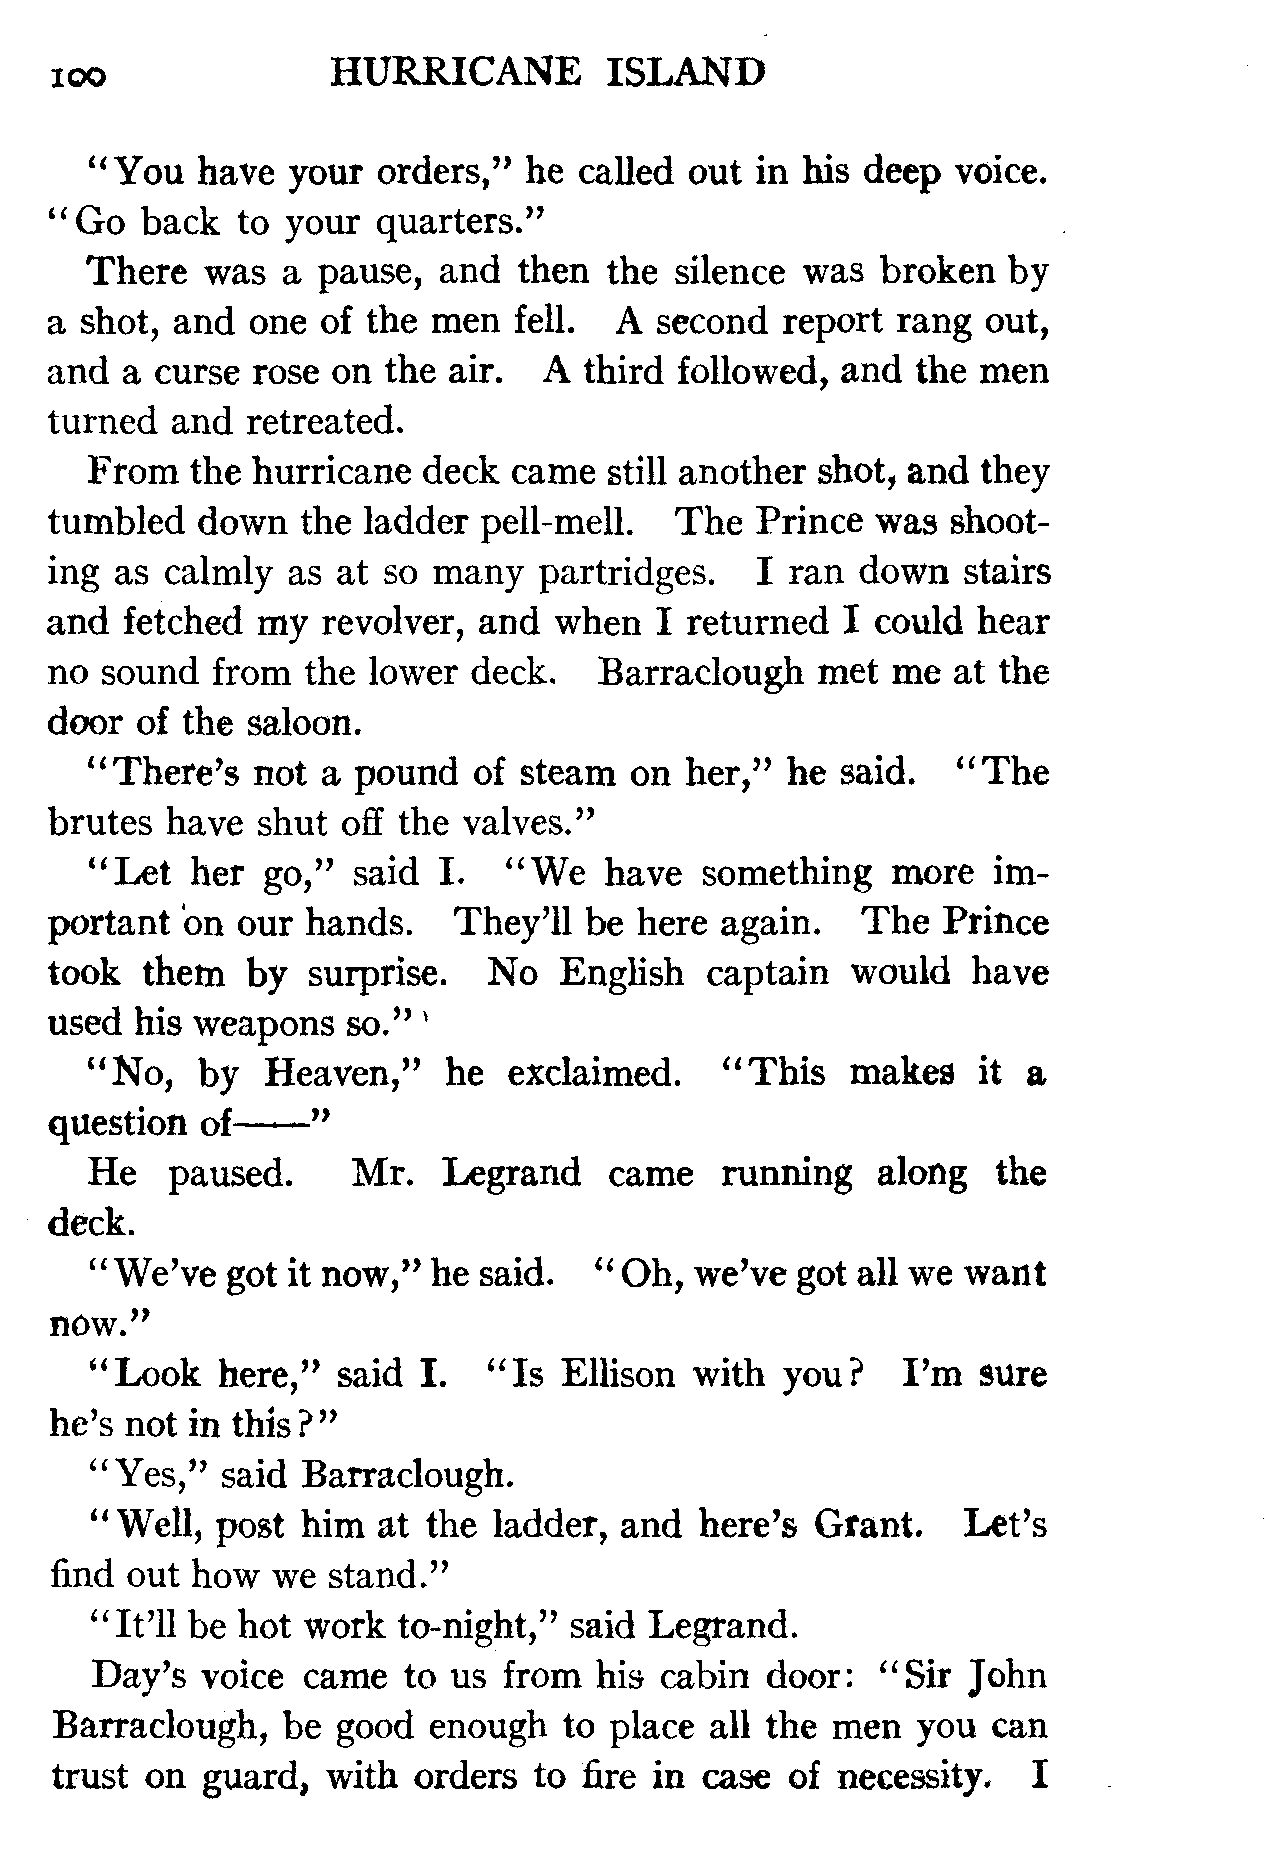 100 HURRICANE ISLAND
"You have your orders," he called out in his deep voice.
"Go back to your quarters."
There was a pause, and then the silence was broken by
a shot, and one of the men fell. A second report rang out,
and a curse rose on the air. A third followed, and the men
turned and retreated.
From the hurricane deck came still another shot, and they
tumbled down the ladder pell-mell. The Prince was shoot-
ing as calmly as at so many partridges. I ran down stairs
and fetched my revolver, and when I returned I could hear
no sound from the lower deck. Barraclough met me at the
door of the saloon.
"There's not a pound of steam on her," he said. "The
brutes have shut off the valves."
"Let her go," said I. "We have something more im-
portant on our hands. They'll be here again. The Prince
took them by surprise. No English captain would have
used his weapons so."
"No, by Heaven," he exclaimed. "This makes it a
question of——"
He paused. Mr. Legrand came running along the
deck.
"We've got it now," he said. "Oh, we've got all we want
now."
"Look here," said I. "Is Ellison with you? I'm sure
he's not in this?"
"Yes," said Barraclough.
"Well, post him at the ladder, and here's Grant. Let's
find out how we stand."
"It'll be hot work to-night," said Legrand.
Day's voice came to us from his cabin door: "Sir John
Barraclough, be good enough to place all the men you can
trust on guard, with orders to fire in case of necessity. I